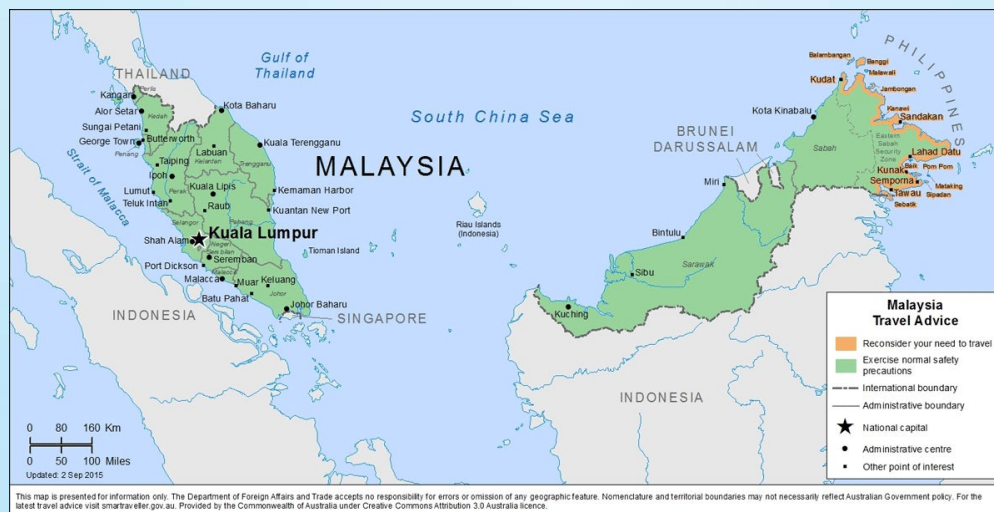 Gulf of
Thailand
THAILAND
Perlis
Kangar
Kota Baharu
Alor Setar
Kedah
Sungai Petani
Butterworth
George Town
Penang
Labuan
Kelantan
Kuala Terengganu
Trangganu
Taiping
Ipoh
Perak
Kuala Lipis
Kemaman Harbor
Lumut
Teluk Intan
Raub
Pahang
Kuantan New Port
Selangor
Strait of Malacca
MALAYSIA
Kuala Lumpur
Shah Alam
Negeri
Sembilan
Seremban
Tioman Island
Port Dickson
Malacca
Malacca
Muar
Keluang
Batu Pahat
Johor
Johor Baharu
SINGAPORE
INDONESIA
South China Sea
Riau Islands
(Indonesia)
BRUNEI
DARUSSALAM
Miri
Bintulu
Sibu
Sarawak
Kuching
INDONESIA
PHILIPPINES
Balambangan
Banggi
Malawali
Kudat
Jambongan
Kota Kinabalu
Sandakan
Sabah
Eastern
Sabah
Security
Zone
Lahad Datu
Pom Pom
Kunak
Semporna
Mataking
Sipadan
Tawau
Sebatik
Malaysia
Travel Advice
Reconsider your need to travel
Exercise normal safety
precautions
International boundary
Administrative boundary
National capital
Administrative centre
Other point of interest
0 80 160 Km
0 50 100 Miles
Updated: 2 Sep 2015
This map is presented for information only. The Department of Foreign Affairs and Trade accepts no responsibility for errors or omission of any geographic feature. Nomenclature and territorial boundaries may not necessarily reflect Australian Government policy. For the
latest travel advice visit smartraveller.gov.au. Provided by the Commonwealth of Australia under Creative Commons Attribution 3.0 Australia licence.